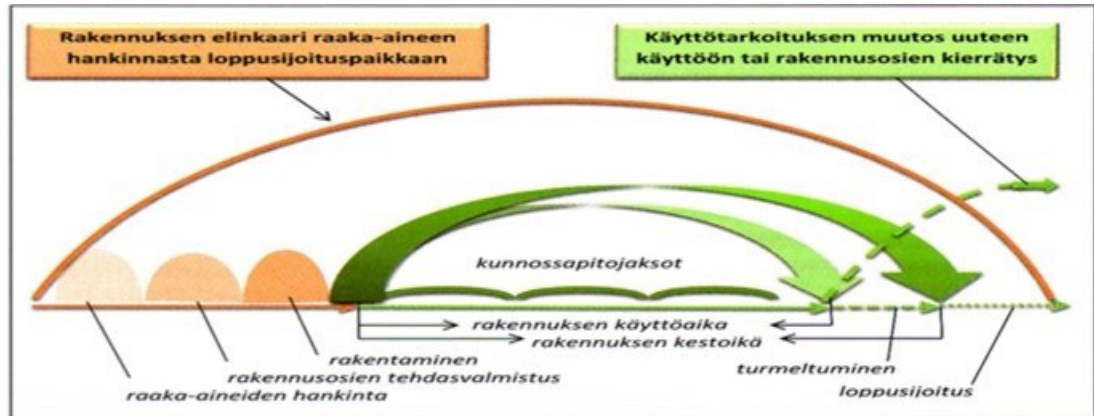 Rakennuksen elinkaari raaka-aineen
hankinnasta loppusijoituspaikkaan
Käyttötarkoituksen muutos uuteen
käyttöön tai rakennusosien kierrätys
kunnossapitojaksot
rakennuksen käyttöaika
rakennuksen kestoikä
rakentaminen
rakennusosien tehdasvalmistus
raaka-aineiden hankinta
turmeltuminen
loppusijoitus